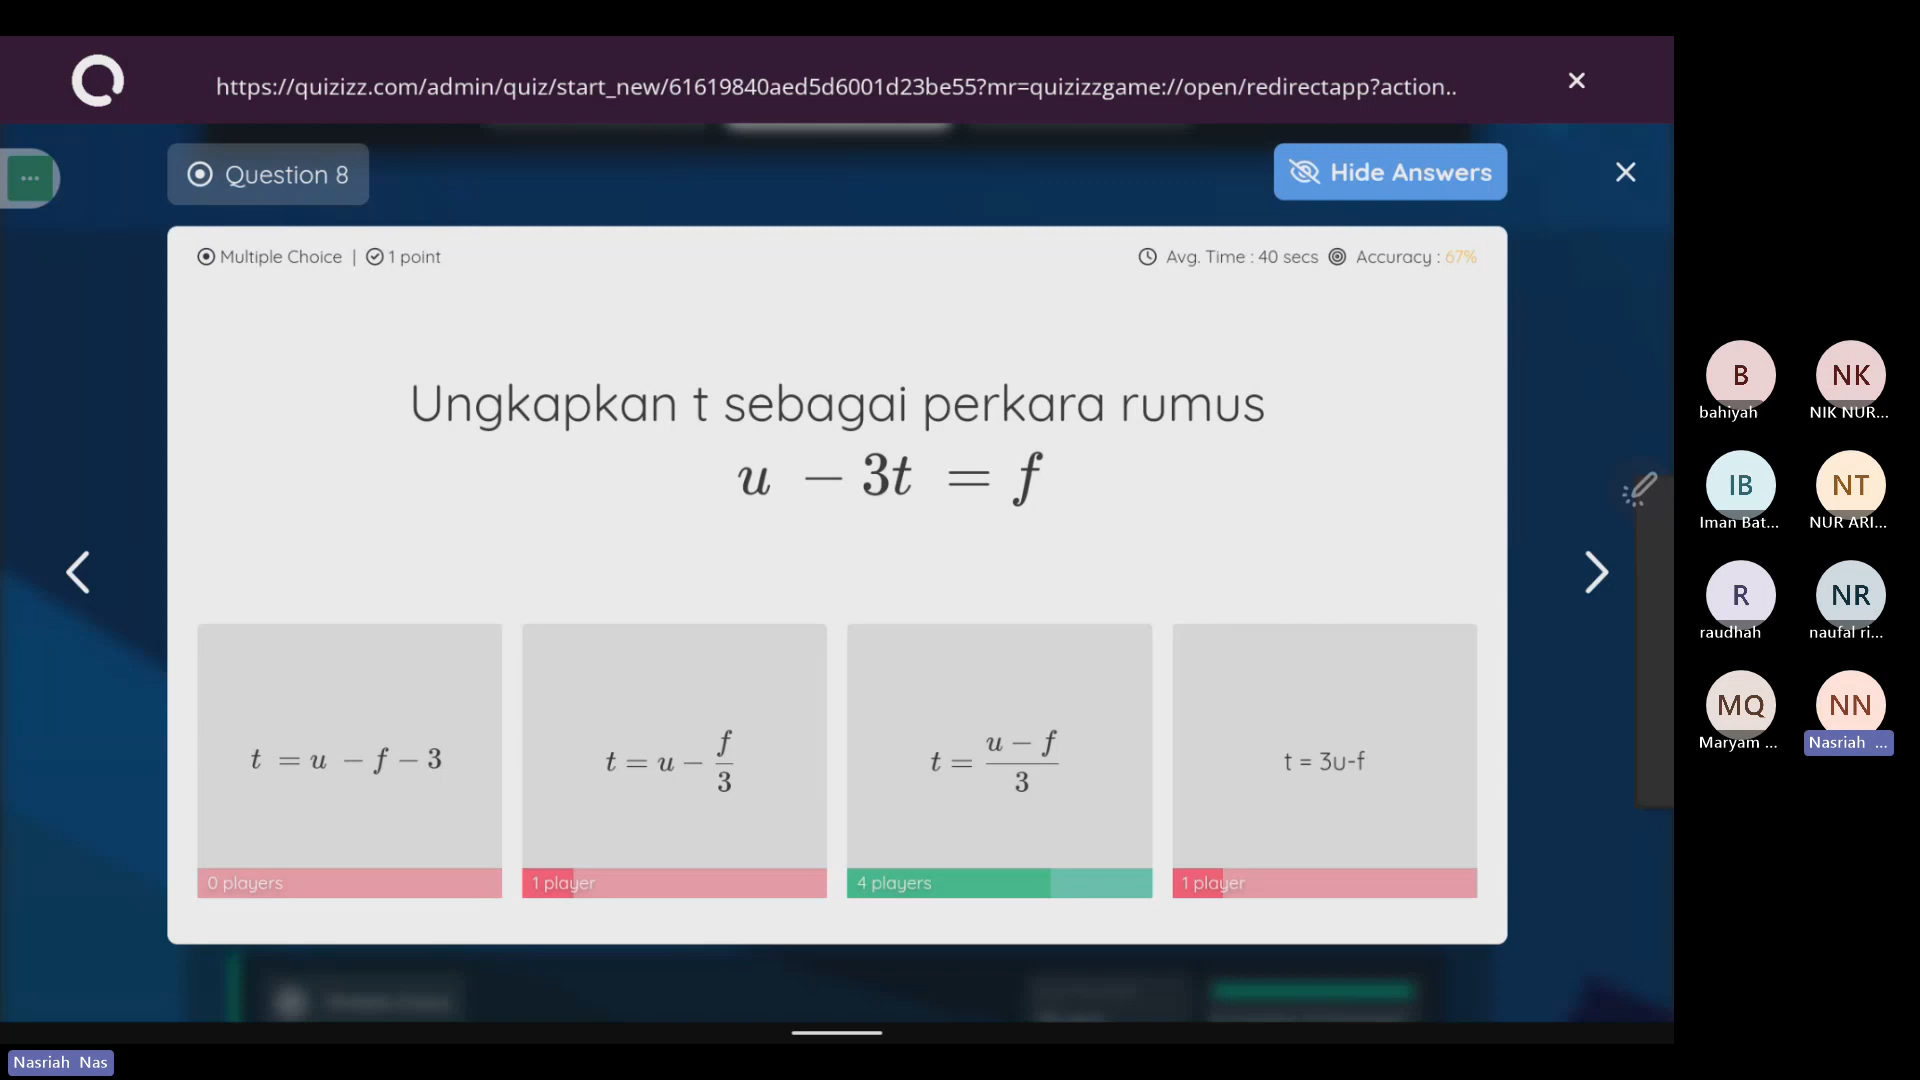 https://quizizz.com/admin/quiz/start_new/61619840aed5d6001d23be55?mr=quizizzgame://open/redirectapp?action..
Question 8
Hide Answers
Multiple Choice | 1 point
Avg. Time : 40 secs Accuracy : 67%
Ungkapkan t sebagai perkara rumus
u − 3t = f
t = u − f − 3
t = u − f/3
t = (u − f)/3
t = 3u-f
0 players
1 player
4 players
1 player
B
bahiyah
NK
NIK NUR...
IB
Iman Bat...
NT
NUR ARI...
R
raudhah
NR
naufal ri...
MQ
Maryam ...
NN
Nasriah ...
Nasriah Nas